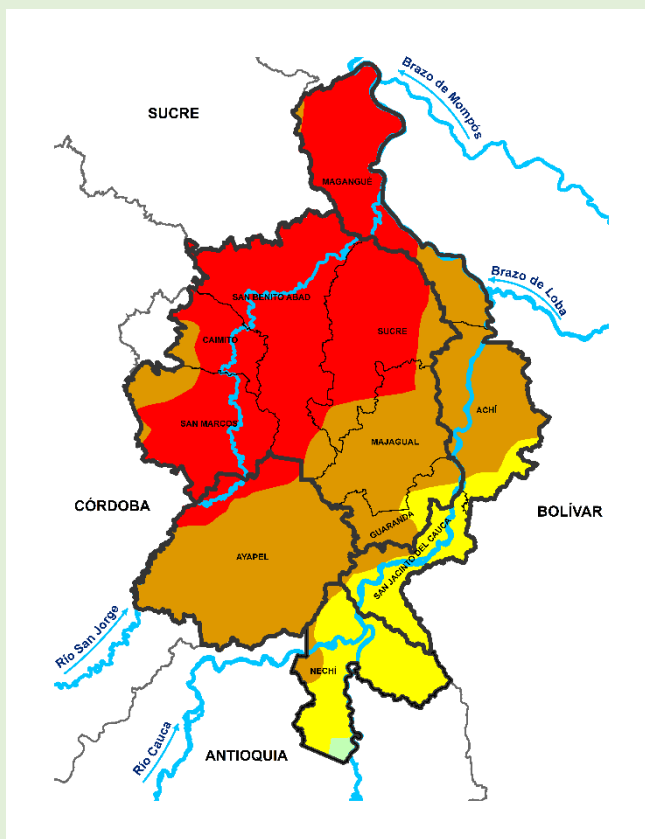 Brazo de Mompós
SUCRE
MAGANGUÉ
Brazo de Loba
SAN BENITO ABAD
SUCRE
CAIMITO
ACHÍ
SAN MARCOS
MAJAGUAL
CÓRDOBA
BOLÍVAR
GUARANDA
AYAPEL
SAN JACINTO DEL CAUCA
Río San Jorge
NECHÍ
Río Cauca
ANTIOQUIA